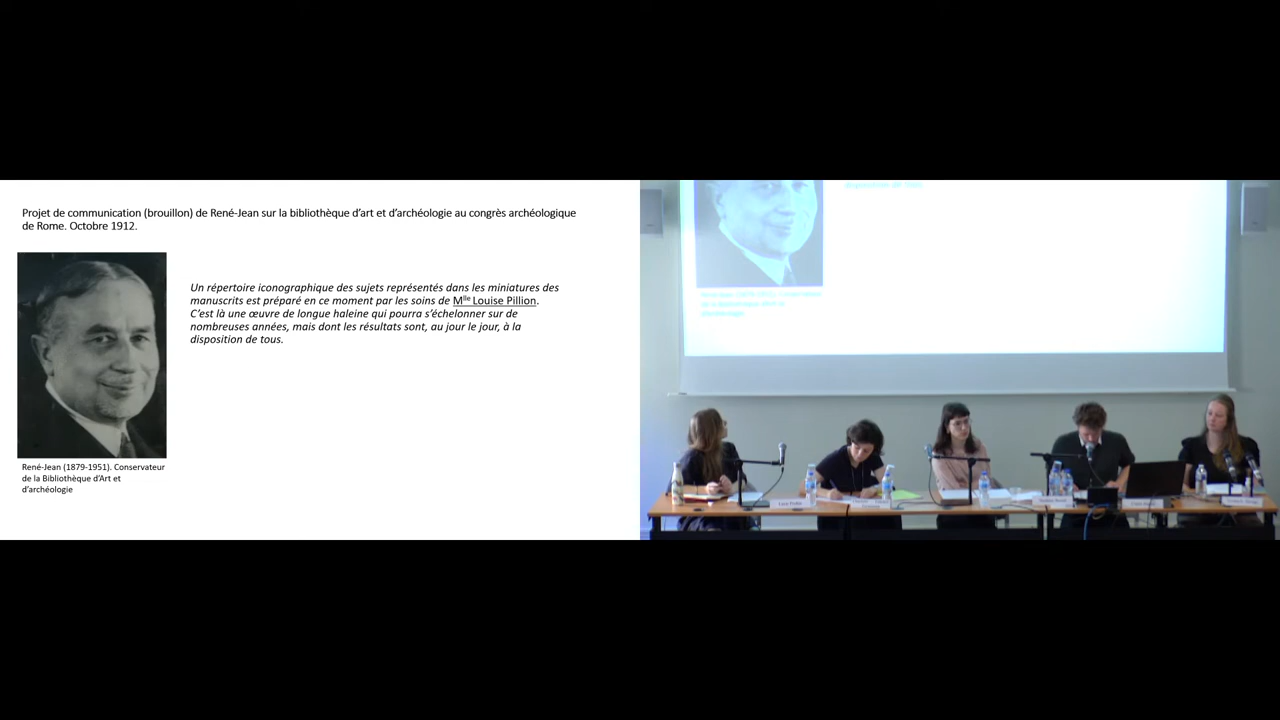 Projet de communication (brouillon) de René-Jean sur la bibliothèque d'art et d'archéologie au congrès archéologique
de Rome. Octobre 1912.
Un répertoire iconographique des sujets représentés dans les miniatures des
manuscrits est préparé en ce moment par les soins de Mlle Louise Pillion.
C'est là une œuvre de longue haleine qui pourra s'échelonner sur de
nombreuses années, mais dont les résultats sont, au jour le jour, à la
disposition de tous.
René-Jean (1879-1951). Conservateur
de la Bibliothèque d'Art et
d'archéologie